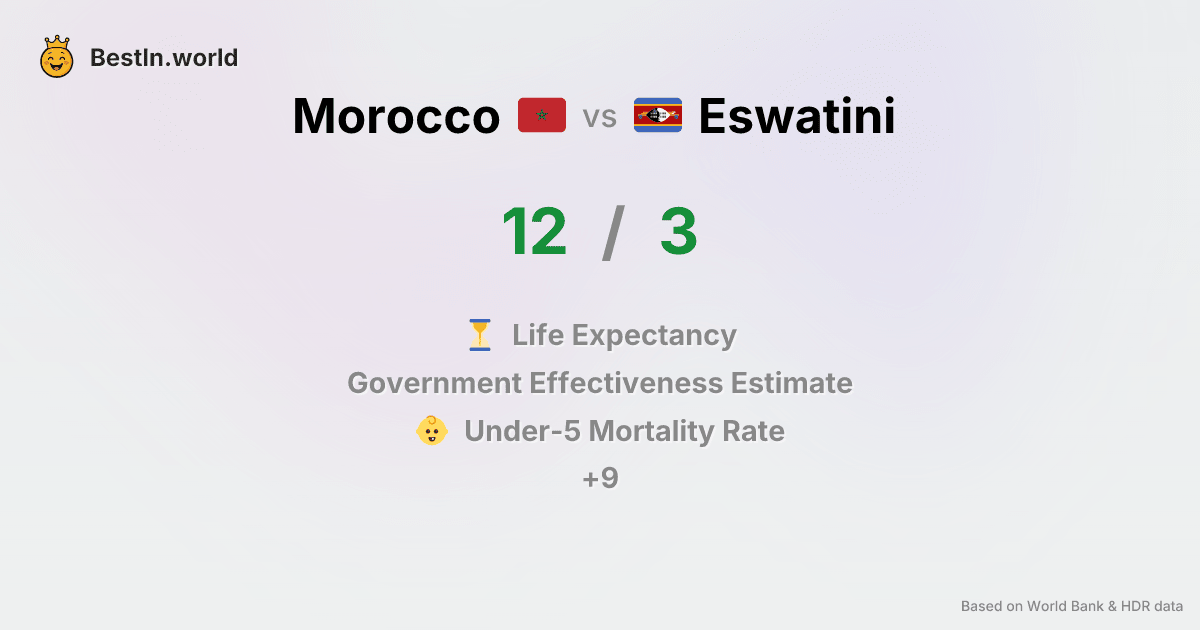 BestIn.world
Morocco vs Eswatini
12 / 3
Life Expectancy
Government Effectiveness Estimate
Under-5 Mortality Rate
+9
Based on World Bank & HDR data